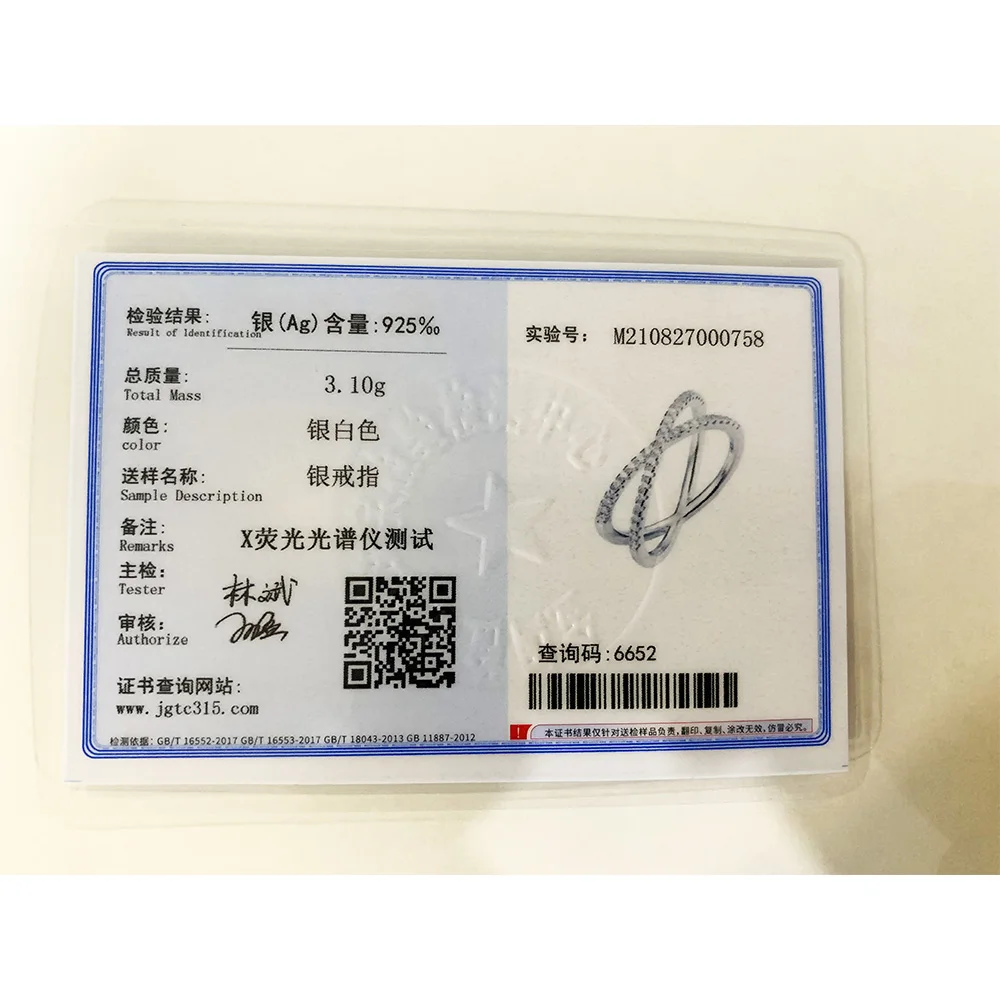 检验结果:
Result of ldentification
银(Ag)含量:925‰
总质量:
Total Mass
3.10g
颜色:
color
银白色
送样名称:
Sample Description
银戒指
备注:
Remarks
X荧光光谱仪测试
主检:
Tester
林斌
审核:
Authorize
证书查询网站:
www.jgtc315.com
检测依据: GB/T 16552-2017 GB/T 16553-2017 GB/T 18043-2013 GB 11887-2012
实验号: M210827000758
查询码:6652
! 本证书结果仅针对送检样品负责,翻印、复制、涂改无效,仿冒必究。